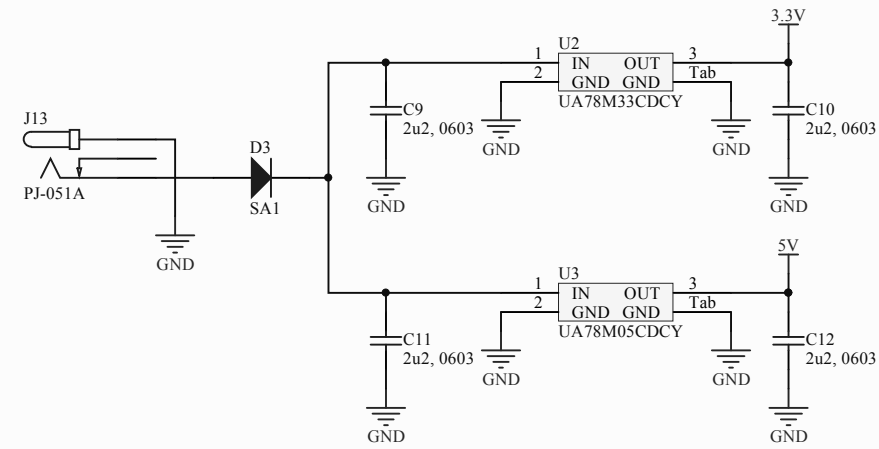 3.3V
U2
1
IN
OUT
3
2
GND
GND
Tab
UA78M33CDCY
C9
2u2, 0603
C10
2u2, 0603
GND
GND
J13
D3
PJ-051A
SA1
GND
GND
GND
5V
U3
1
IN
OUT
3
2
GND
GND
Tab
UA78M05CDCY
C11
2u2, 0603
C12
2u2, 0603
GND
GND
GND
GND